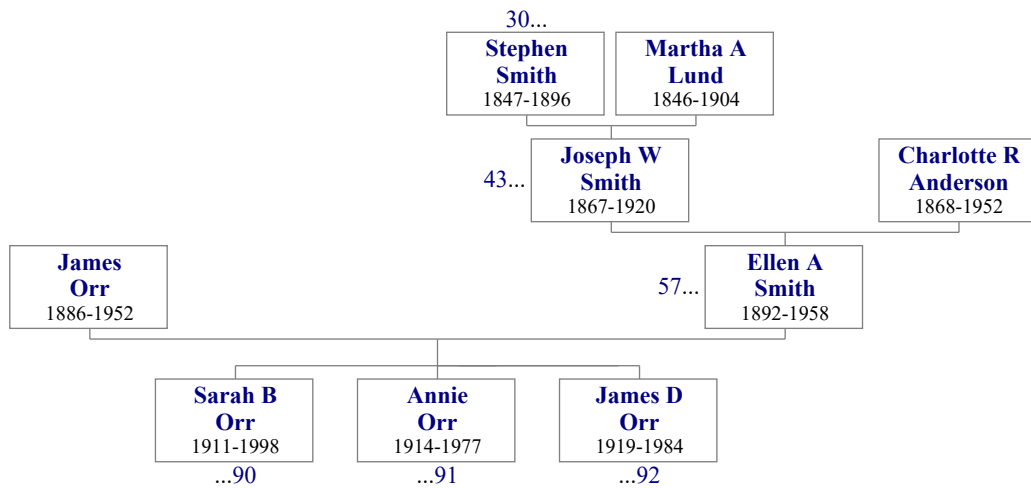 30...
Stephen
Smith
1847-1896
Martha A
Lund
1846-1904
43...
Joseph W
Smith
1867-1920
Charlotte R
Anderson
1868-1952
James
Orr
1886-1952
57...
Ellen A
Smith
1892-1958
Sarah B
Orr
1911-1998
...90
Annie
Orr
1914-1977
...91
James D
Orr
1919-1984
...92